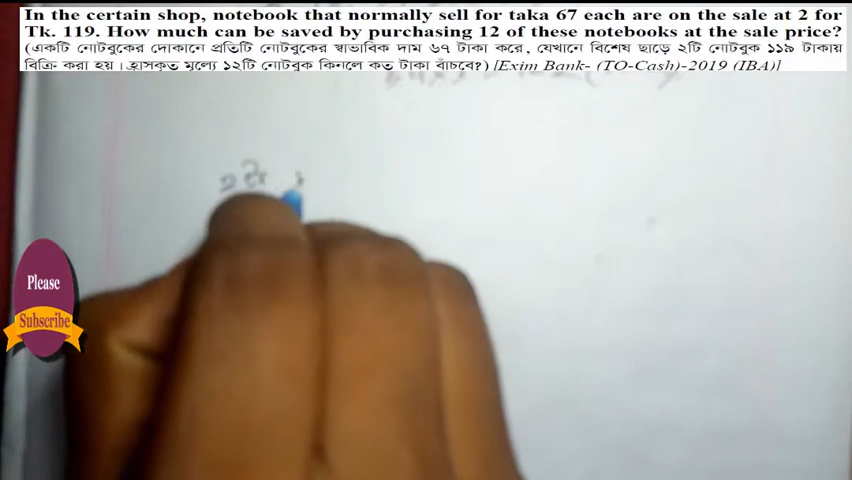 In the certain shop, notebook that normally sell for taka 67 each are on the sale at 2 for
Tk. 119. How much can be saved by purchasing 12 of these notebooks at the sale price?
(একটি নোটবুকের দোকানে প্রতিটি নোটবুকের স্বাভাবিক দাম ৬৭ টাকা করে, যেখানে বিশেষ ছাড়ে ২টি নোটবুক ১১৯ টাকায়
বিক্রি করা হয়। হ্রাসকৃত মূল্যে ১২টি নোটবুক কিনলে কত টাকা বাঁচবে?) [Exim Bank- (TO-Cash)-2019 (IBA)]
২টি
Please
Subscribe